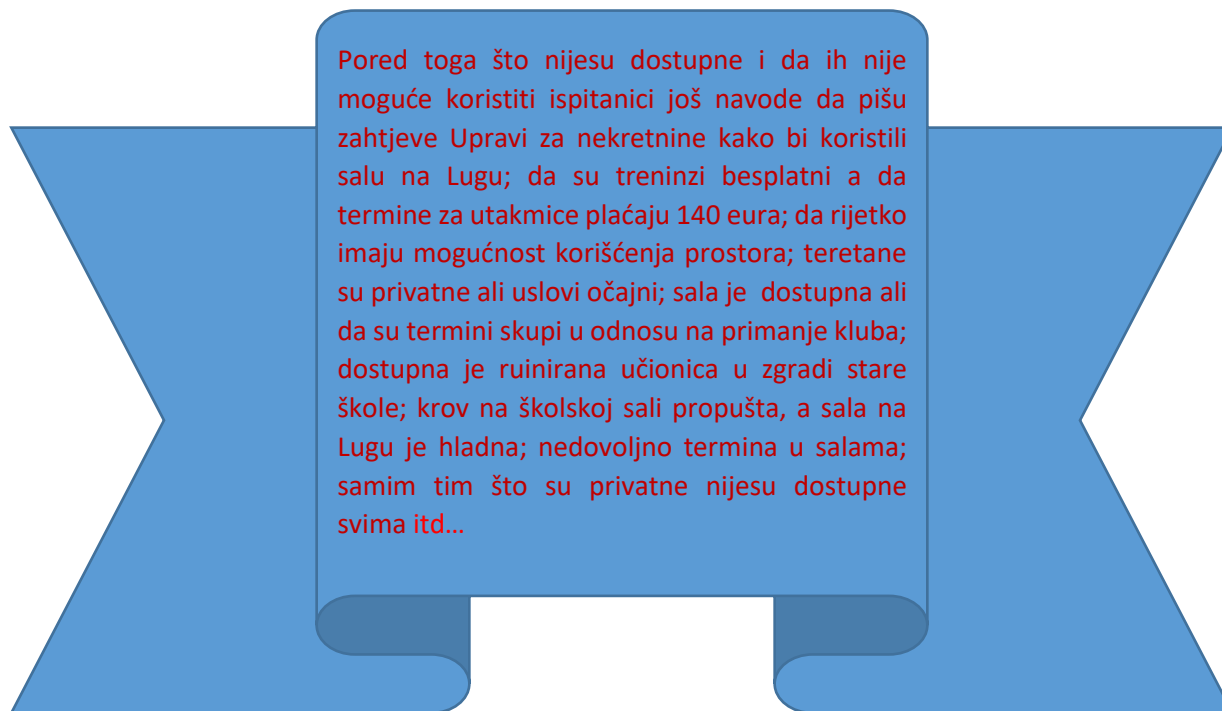 Pored toga što nijesu dostupne i da ih nije
moguće koristiti ispitanici još navode da pišu
zahtjeve Upravi za nekretnine kako bi koristili
salu na Lugu; da su treninzi besplatni a da
termine za utakmice plaćaju 140 eura; da rijetko
imaju mogućnost korišćenja prostora; teretane
su privatne ali uslovi očajni; sala je dostupna ali
da su termini skupi u odnosu na primanje kluba;
dostupna je ruinirana učionica u zgradi stare
škole; krov na školskoj sali propušta, a sala na
Lugu je hladna; nedovoljno termina u salama;
samim tim što su privatne nijesu dostupne
svima itd…